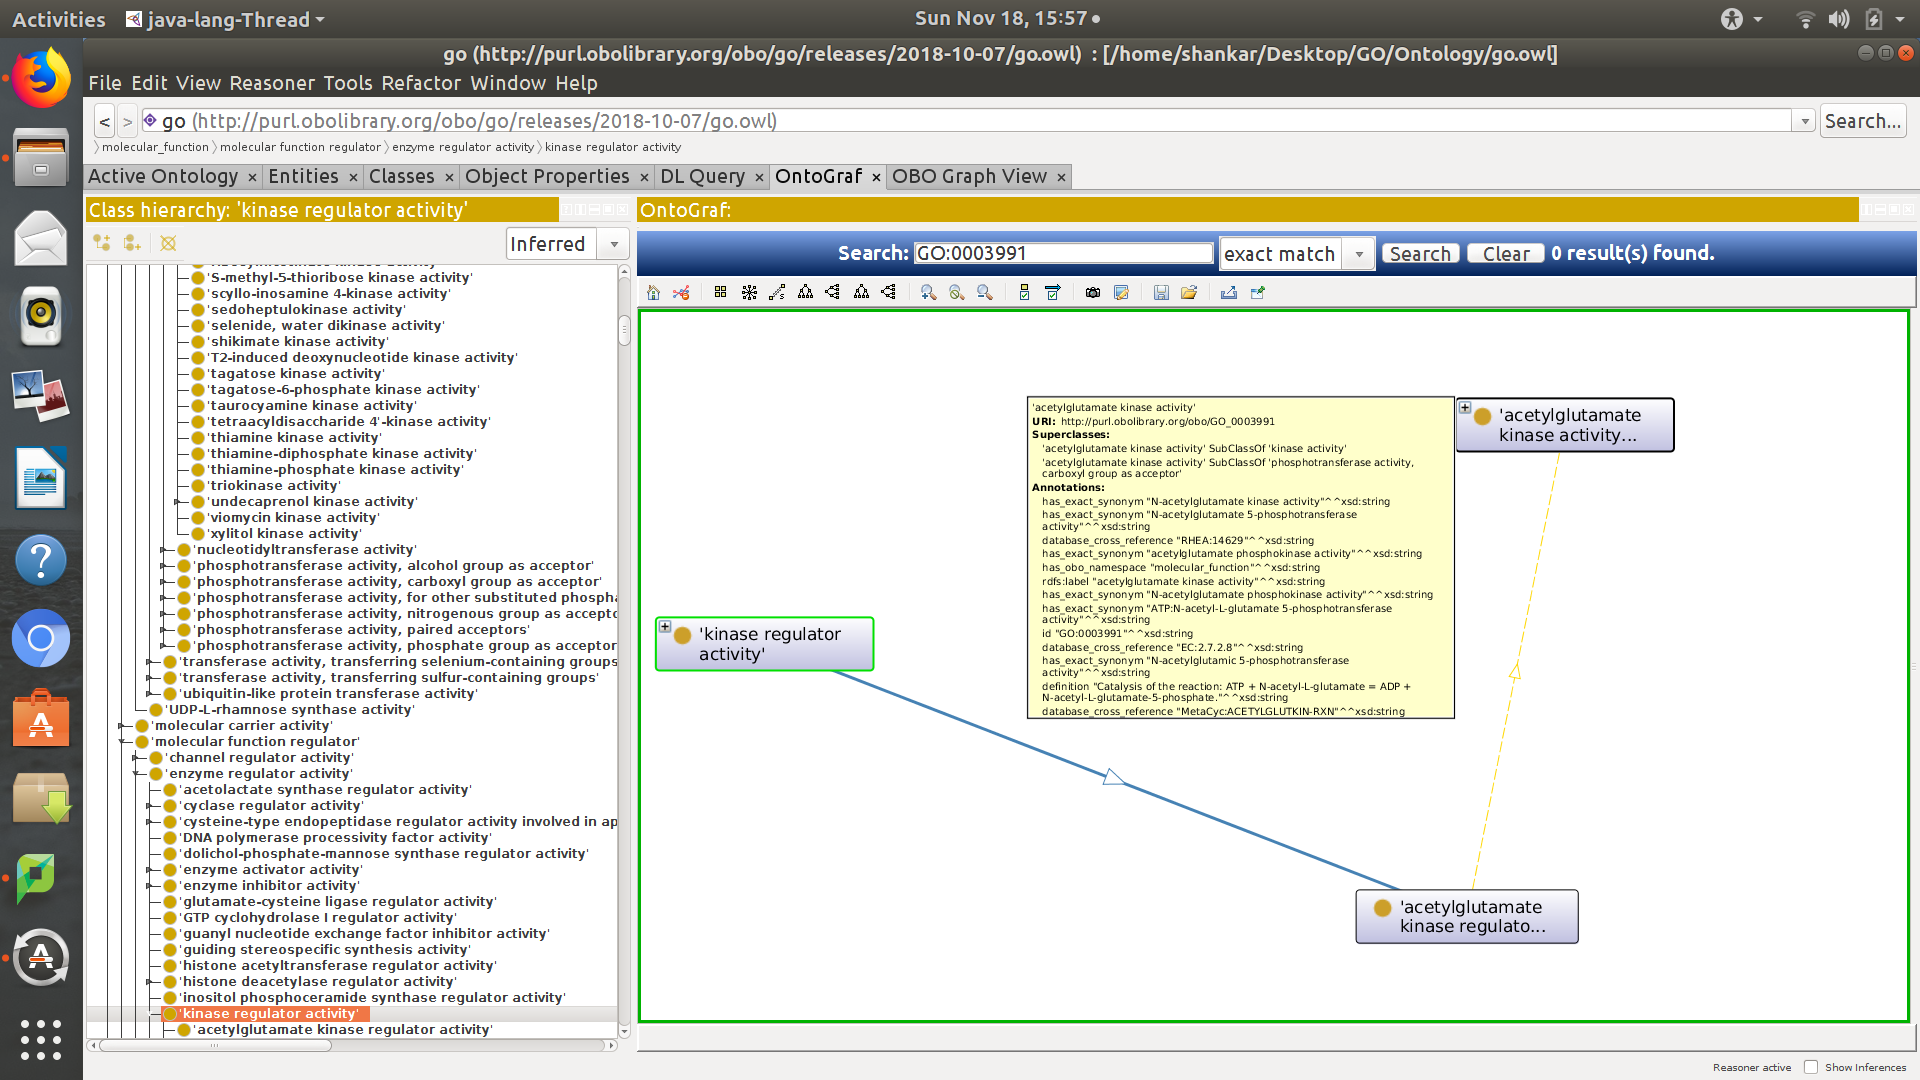 Activities
java-lang-Thread
Sun Nov 18, 15:57
go (http://purl.obolibrary.org/obo/go/releases/2018-10-07/go.owl) : [/home/shankar/Desktop/GO/Ontology/go.owl]
File Edit View Reasoner Tools Refactor Window Help
< > go (http://purl.obolibrary.org/obo/go/releases/2018-10-07/go.owl)
Search...
molecular_function 〉molecular function regulator 〉enzyme regulator activity 〉kinase regulator activity
Active Ontology × Entities × Classes × Object Properties × DL Query × OntoGraf × OBO Graph View ×
Class hierarchy: 'kinase regulator activity'
Inferred
'S-methyl-5-thioribose kinase activity'
'scyllo-inosamine 4-kinase activity'
'sedoheptulokinase activity'
'selenide, water dikinase activity'
'shikimate kinase activity'
'T2-induced deoxynucleotide kinase activity'
'tagatose kinase activity'
'tagatose-6-phosphate kinase activity'
'taurocyamine kinase activity'
'tetraacyldisaccharide 4'-kinase activity'
'thiamine kinase activity'
'thiamine-diphosphate kinase activity'
'thiamine-phosphate kinase activity'
'triokinase activity'
'undecaprenol kinase activity'
'viomycin kinase activity'
'xylitol kinase activity'
'nucleotidyltransferase activity'
'phosphotransferase activity, alcohol group as acceptor'
'phosphotransferase activity, carboxyl group as acceptor'
'phosphotransferase activity, for other substituted phospha
'phosphotransferase activity, nitrogenous group as accepto
'phosphotransferase activity, paired acceptors'
'phosphotransferase activity, phosphate group as acceptor
'transferase activity, transferring selenium-containing groups
'transferase activity, transferring sulfur-containing groups'
'ubiquitin-like protein transferase activity'
'UDP-L-rhamnose synthase activity'
'molecular carrier activity'
'molecular function regulator'
'channel regulator activity'
'enzyme regulator activity'
'acetolactate synthase regulator activity'
'cyclase regulator activity'
'cysteine-type endopeptidase regulator activity involved in ap
'DNA polymerase processivity factor activity'
'dolichol-phosphate-mannose synthase regulator activity'
'enzyme activator activity'
'enzyme inhibitor activity'
'glutamate-cysteine ligase regulator activity'
'GTP cyclohydrolase I regulator activity'
'guanyl nucleotide exchange factor inhibitor activity'
'guiding stereospecific synthesis activity'
'histone acetyltransferase regulator activity'
'histone deacetylase regulator activity'
'inositol phosphoceramide synthase regulator activity'
'kinase regulator activity'
'acetylglutamate kinase regulator activity'
OntoGraf:
Search: GO:0003991 exact match Search Clear 0 result(s) found.
'acetylglutamate kinase activity'
URI: http://purl.obolibrary.org/obo/GO_0003991
Superclasses:
'acetylglutamate kinase activity' SubClassOf 'kinase activity'
'acetylglutamate kinase activity' SubClassOf 'phosphotransferase activity,
carboxyl group as acceptor'
Annotations:
has_exact_synonym "N-acetylglutamate kinase activity"^^xsd:string
has_exact_synonym "N-acetylglutamate 5-phosphotransferase
activity"^^xsd:string
database_cross_reference "RHEA:14629"^^xsd:string
has_exact_synonym "acetylglutamate phosphokinase activity"^^xsd:string
has_obo_namespace "molecular_function"^^xsd:string
rdfs:label "acetylglutamate kinase activity"^^xsd:string
has_exact_synonym "N-acetylglutamate phosphokinase activity"^^xsd:string
has_exact_synonym "ATP:N-acetyl-L-glutamate 5-phosphotransferase
activity"^^xsd:string
id "GO:0003991"^^xsd:string
database_cross_reference "EC:2.7.2.8"^^xsd:string
has_exact_synonym "N-acetylglutamic 5-phosphotransferase
activity"^^xsd:string
definition "Catalysis of the reaction: ATP + N-acetyl-L-glutamate = ADP +
N-acetyl-L-glutamate-5-phosphate."^^xsd:string
database_cross_reference "MetaCyc:ACETYLGLUTKIN-RXN"^^xsd:string
'acetylglutamate
kinase activity...
'kinase regulator
activity'
'acetylglutamate
kinase regulato...
Reasoner active
Show Inferences